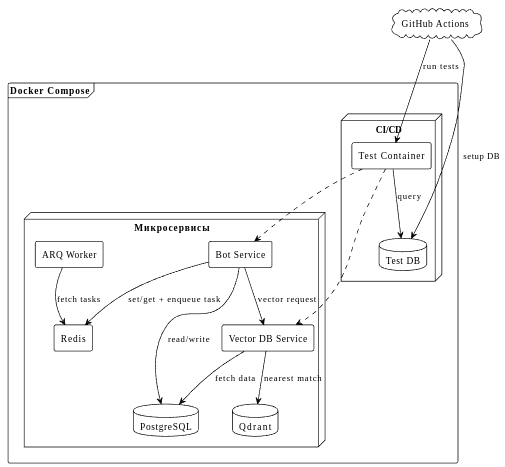 GitHub Actions
run tests
Docker Compose
CI/CD
Test Container
setup DB
query
Микросервисы
ARQ Worker
Bot Service
Test DB
fetch tasks
set/get + enqueue task
vector request
Redis
read/write
Vector DB Service
fetch data
nearest match
PostgreSQL
Qdrant